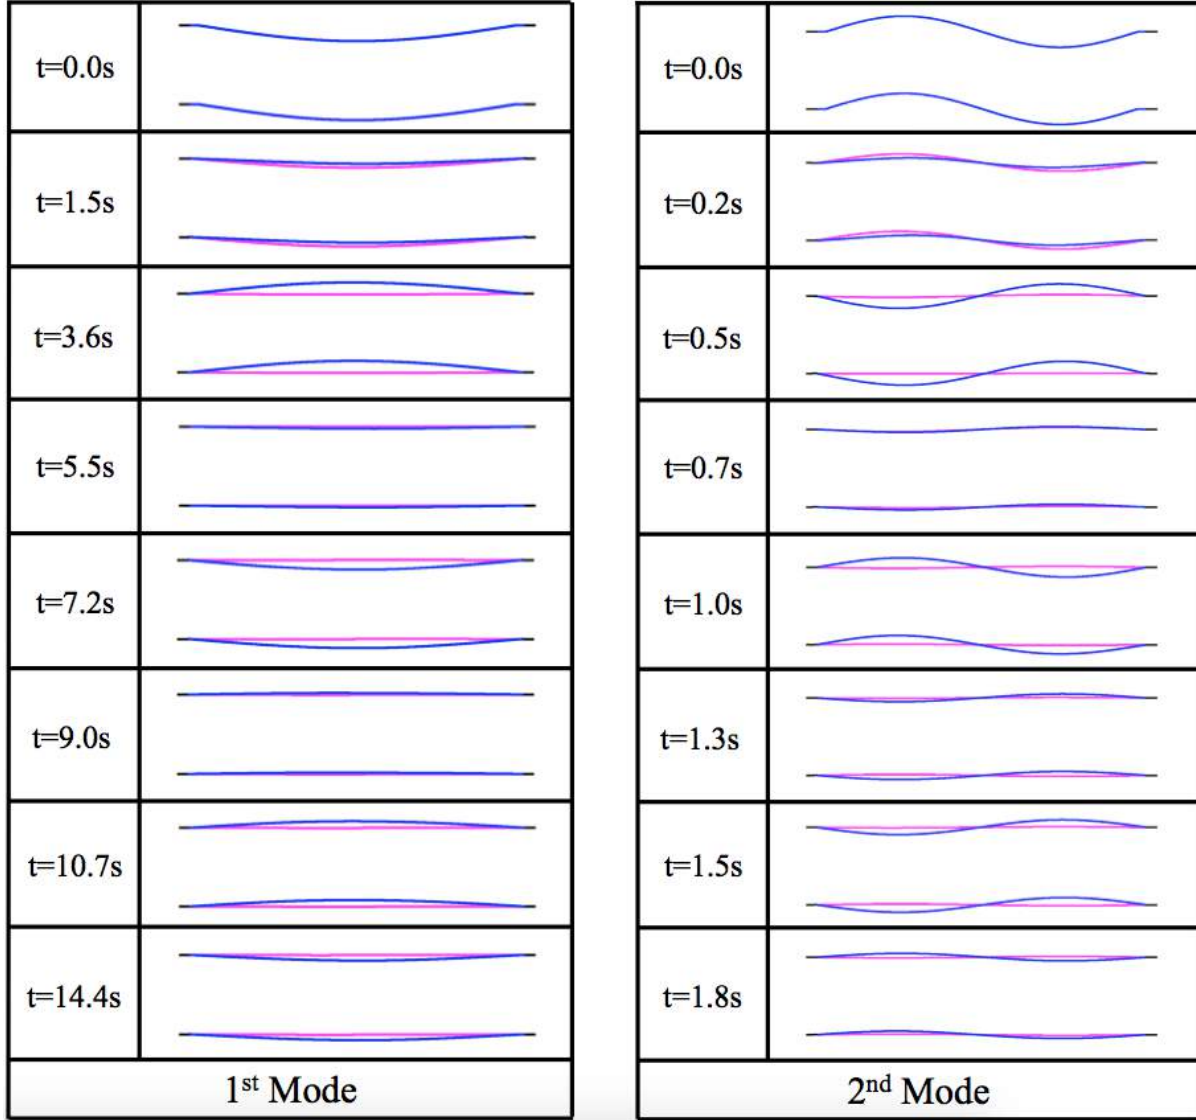 t=0.0s
t=1.5s
t=3.6s
t=5.5s
t=7.2s
t=9.0s
t=10.7s
t=14.4s
1st Mode
t=0.0s
t=0.2s
t=0.5s
t=0.7s
t=1.0s
t=1.3s
t=1.5s
t=1.8s
2nd Mode